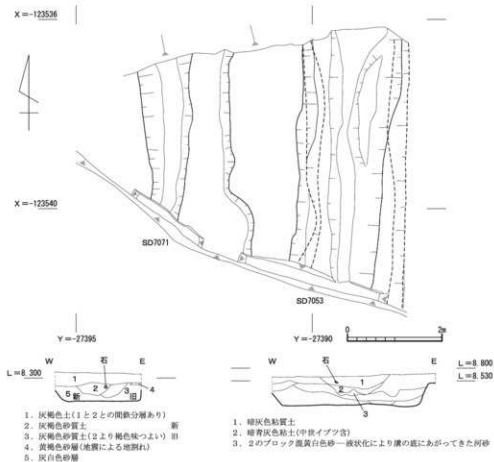 X=-123536
X=-123540
SD7071
SD7053
Y=-27395
Y=-27390
0 2m
W 石 E
L=8.300
1
2
3
4
5
新
旧
1. 灰褐色土(1と2との間鉄分層あり)
2. 灰褐色砂質土 新
3. 灰褐色砂質土(2より褐色味つよい) 旧
4. 黄褐色砂層(地震による地割れ)
5. 灰白色砂層
W 石 E
L=8.800
L=8.530
1
2
3
1. 暗灰色粘質土
2. 暗青灰色粘土(中世イブツ含)
3. 2のブロック混黄白色砂―液状化により溝の底にあがってきた河砂